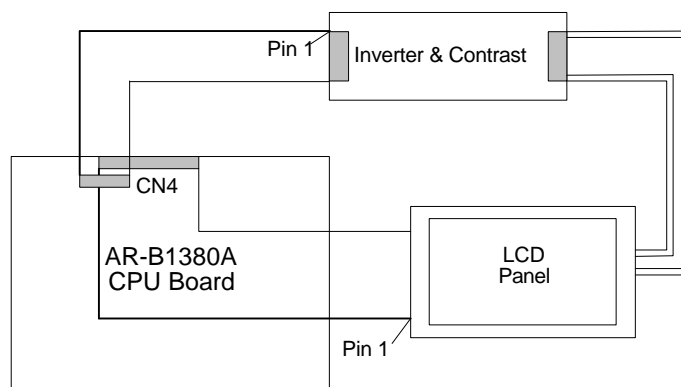 Pin 1
Inverter & Contrast
CN4
AR-B1380A
CPU Board
LCD
Panel
Pin 1